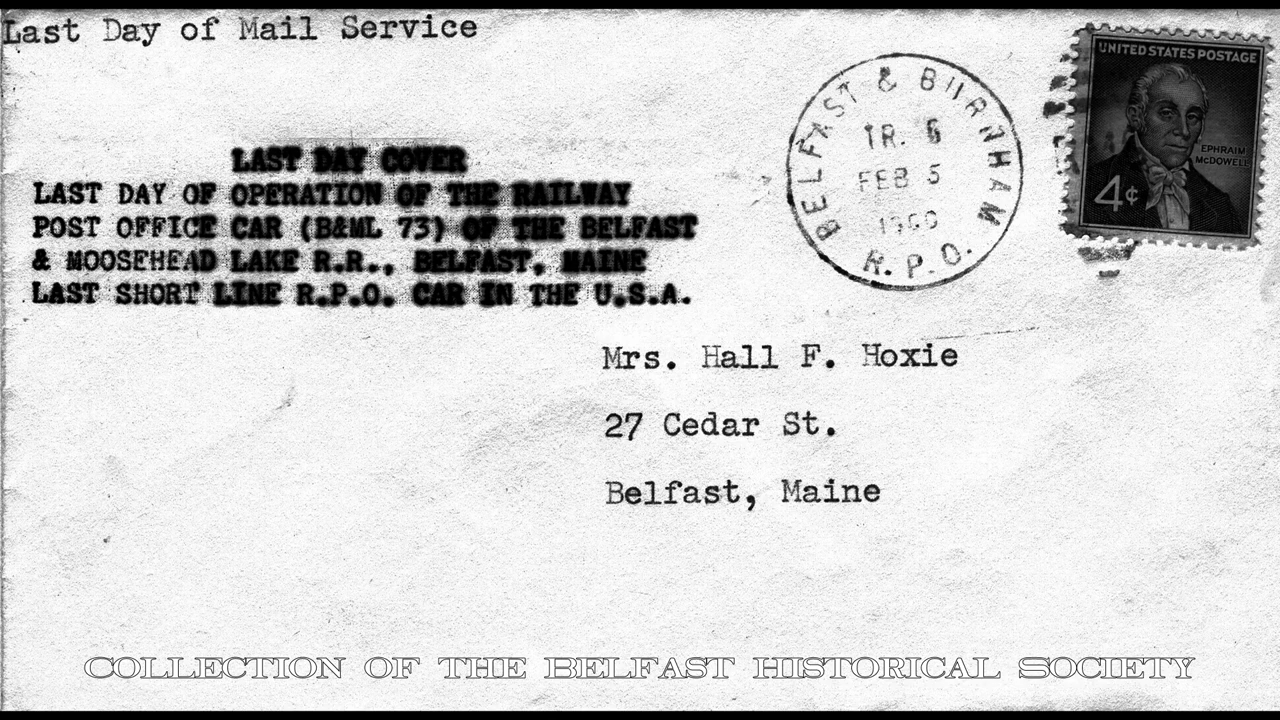 Last Day of Mail Service
LAST DAY COVER
LAST DAY OF OPERATION OF THE RAILWAY
POST OFFICE CAR (B&ML 73) OF THE BELFAST
& MOOSEHEAD LAKE R.R., BELFAST, MAINE
LAST SHORT LINE R.P.O. CAR IN THE U.S.A.
BELFAST & BURNHAM
TR. 6
FEB 5
1960
R.P.O.
UNITED STATES POSTAGE
EPHRAIM
McDOWELL
4¢
Mrs. Hall F. Hoxie
27 Cedar St.
Belfast, Maine
COLLECTION OF THE BELFAST HISTORICAL SOCIETY